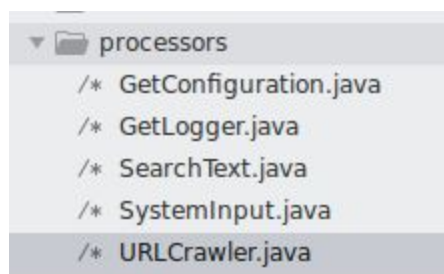 processors
/* GetConfiguration.java
/* GetLogger.java
/* SearchText.java
/* SystemInput.java
/* URLCrawler.java